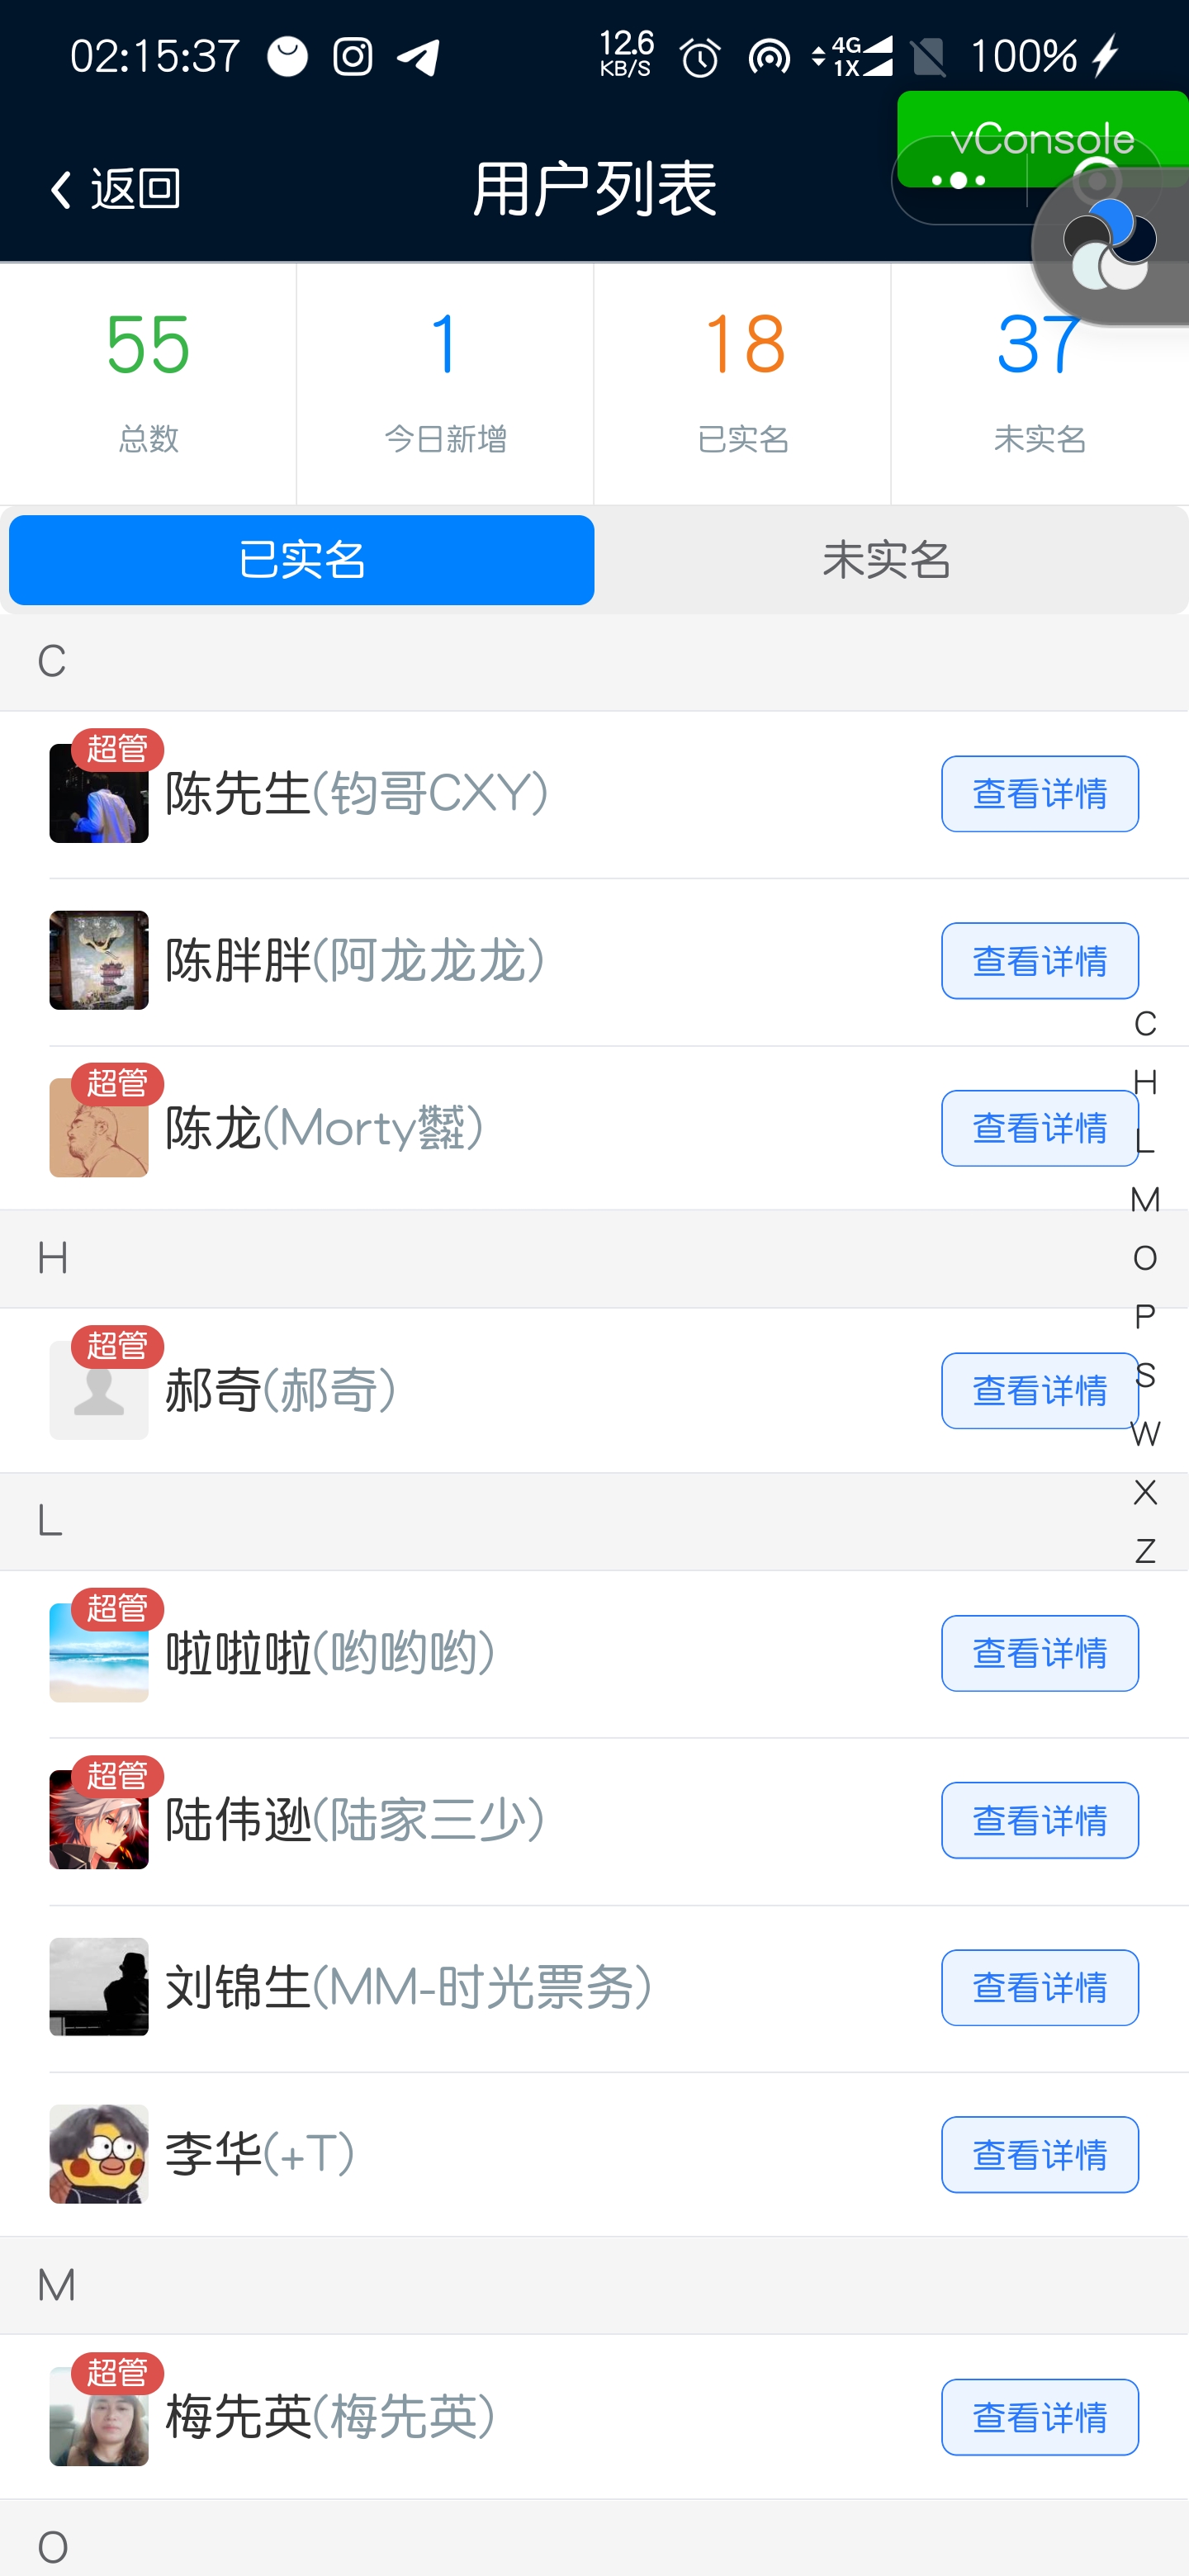 02:15:37 12.6 KB/S 4G 1X 100%
vConsole
返回 用户列表
55 1 18 37
总数 今日新增 已实名 未实名
已实名 未实名
C
超管
陈先生(钧哥CXY) 查看详情
陈胖胖(阿龙龙龙) 查看详情
C
H
超管
陈龙(Morty) 查看详情
L
M
H
O
P
超管
郝奇(郝奇) 查看详情
S
W
L
X
Z
超管
啦啦啦(哟哟哟) 查看详情
超管
陆伟逊(陆家三少) 查看详情
刘锦生(MM-时光票务) 查看详情
李华(+T) 查看详情
M
超管
梅先英(梅先英) 查看详情
O